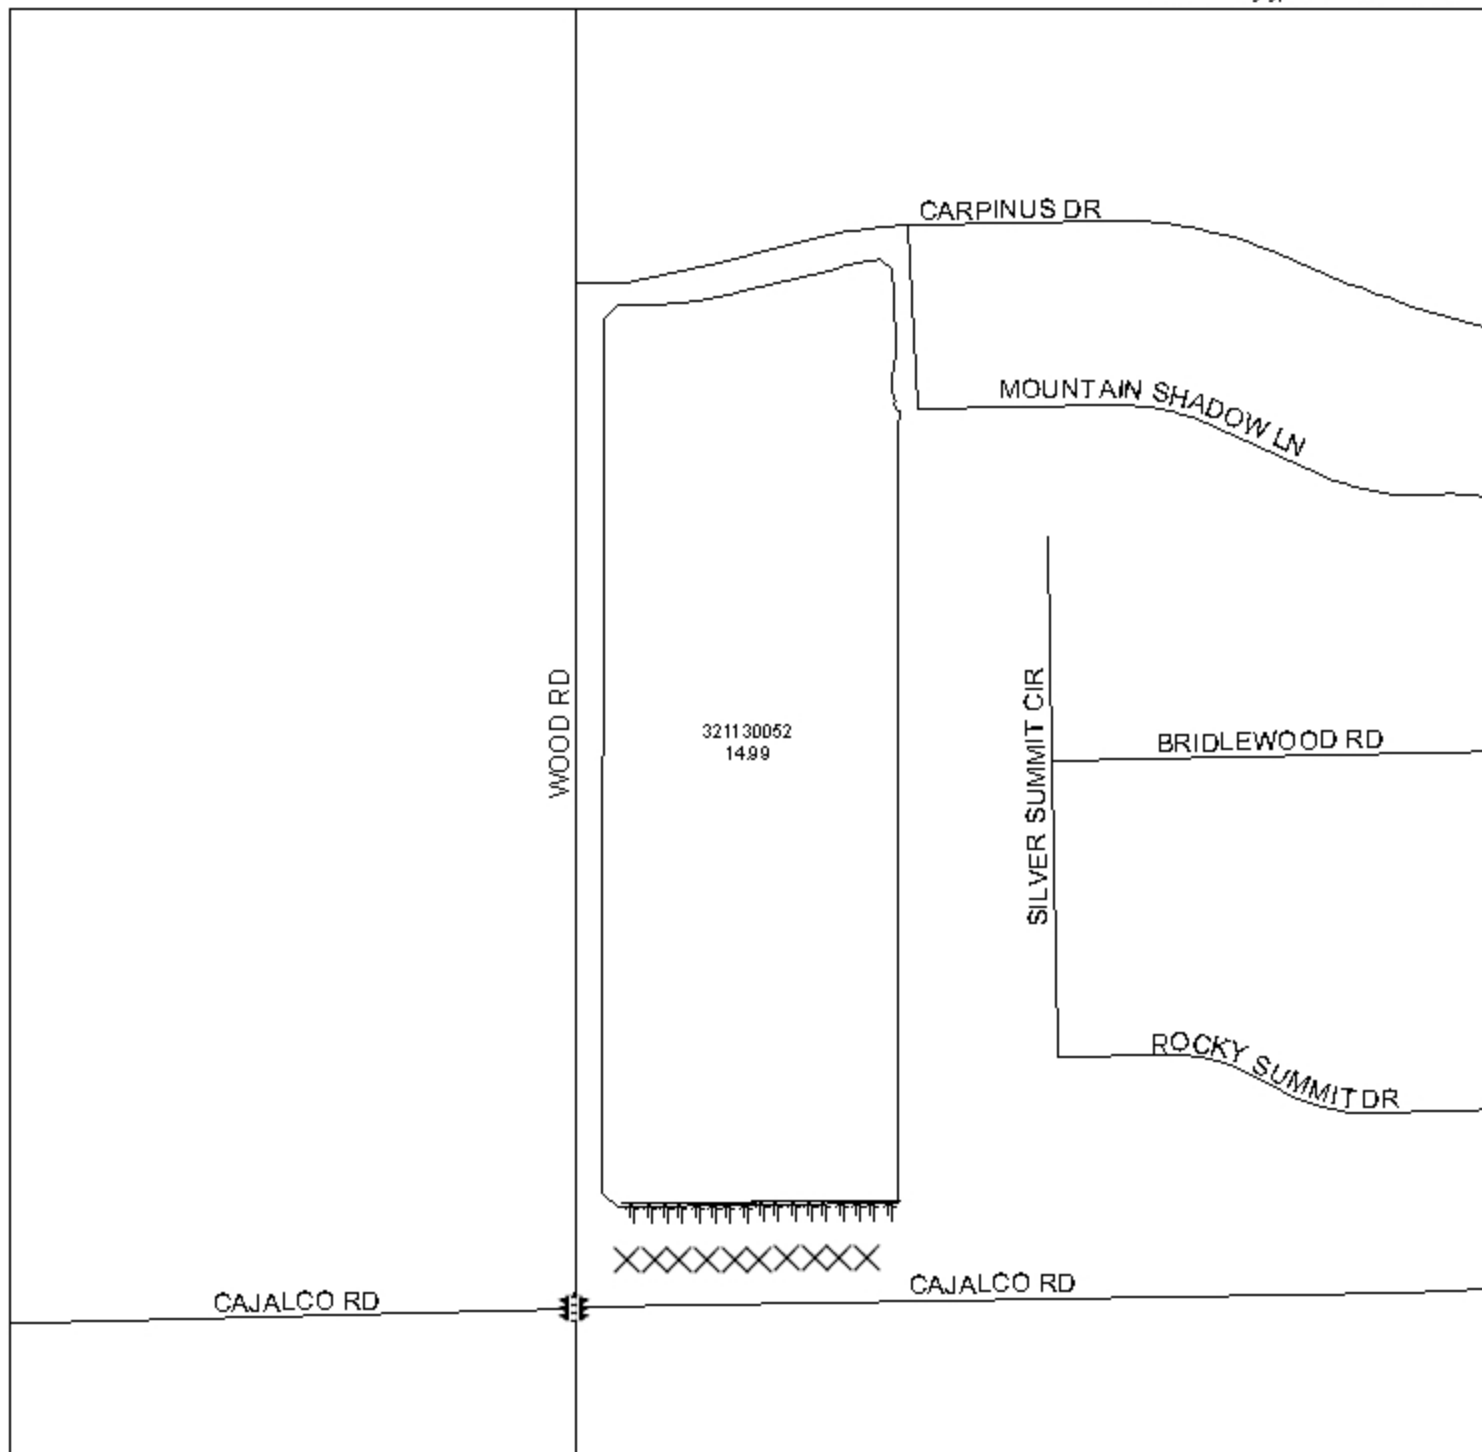 CARPINUS DR
MOUNTAIN SHADOW LN
WOOD RD
321130052
14.99
SILVER SUMMIT CIR
BRIDLEWOOD RD
ROCKY SUMMIT DR
CAJALCO RD
CAJALCO RD